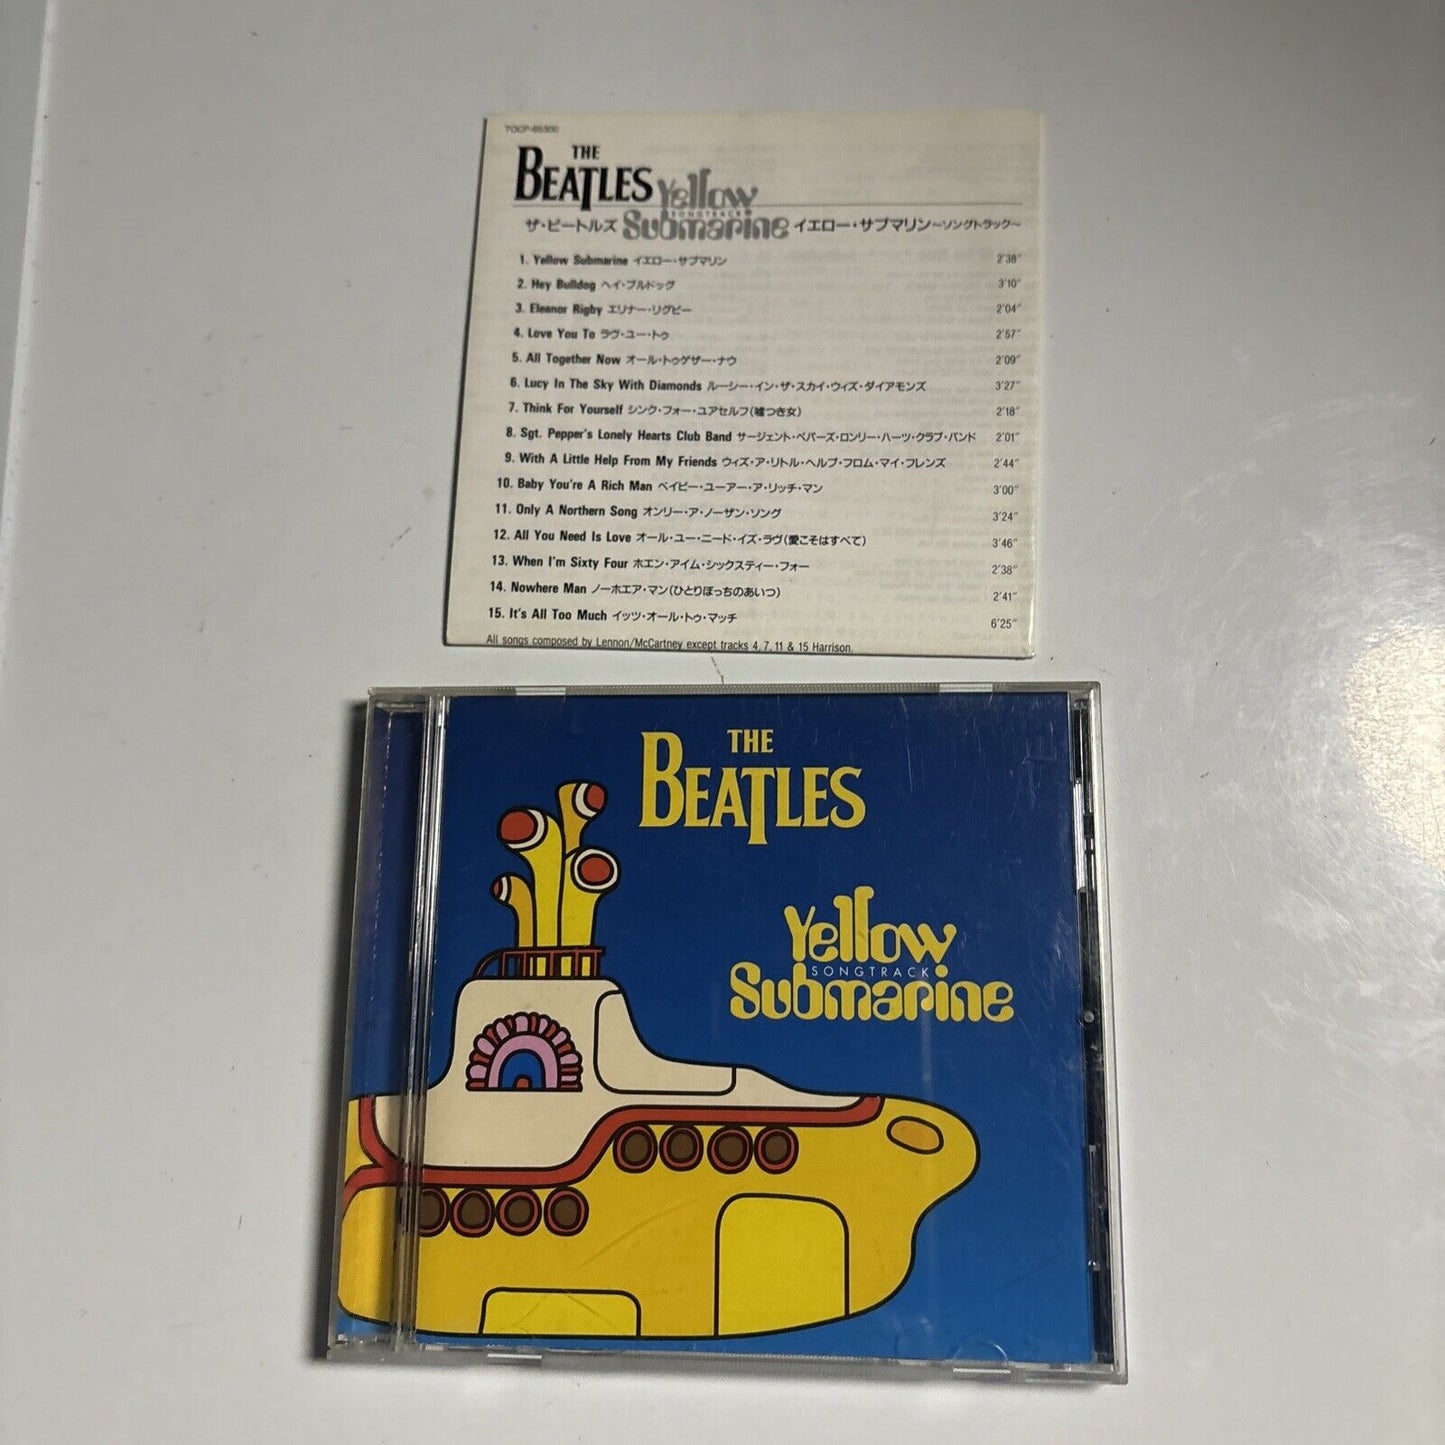 TOCP-65300
THE
BEATLES Yellow
SONGTRACK
ザ・ビートルズ Submarine イエロー・サブマリン~ソングトラック~
1. Yellow Submarine イエロー・サブマリン 2'38"
2. Hey Bulldog ヘイ・ブルドッグ 3'10"
3. Eleanor Rigby エリナー・リグビー 2'04"
4. Love You To ラヴ・ユー・トゥ 2'57"
5. All Together Now オール・トゥゲザー・ナウ 2'09"
6. Lucy In The Sky With Diamonds ルーシー・イン・ザ・スカイ・ウィズ・ダイアモンズ 3'27"
7. Think For Yourself シンク・フォー・ユアセルフ(嘘つき女) 2'18"
8. Sgt. Pepper's Lonely Hearts Club Band サージェント・ペパーズ・ロンリー・ハーツ・クラブ・バンド 2'01"
9. With A Little Help From My Friends ウィズ・ア・リトル・ヘルプ・フロム・マイ・フレンズ 2'44"
10. Baby You're A Rich Man ベイビー・ユーアー・ア・リッチ・マン 3'00"
11. Only A Northern Song オンリー・ア・ノーザン・ソング 3'24"
12. All You Need Is Love オール・ユー・ニード・イズ・ラヴ(愛こそはすべて) 3'46"
13. When I'm Sixty Four ホエン・アイム・シックスティー・フォー 2'38"
14. Nowhere Man ノーホエア・マン(ひとりぼっちのあいつ) 2'41"
15. It's All Too Much イッツ・オール・トゥ・マッチ 6'25"
All songs composed by Lennon/McCartney except tracks 4, 7, 11 & 15 Harrison.
THE
BEATLES
Yellow
SONGTRACK
Submarine